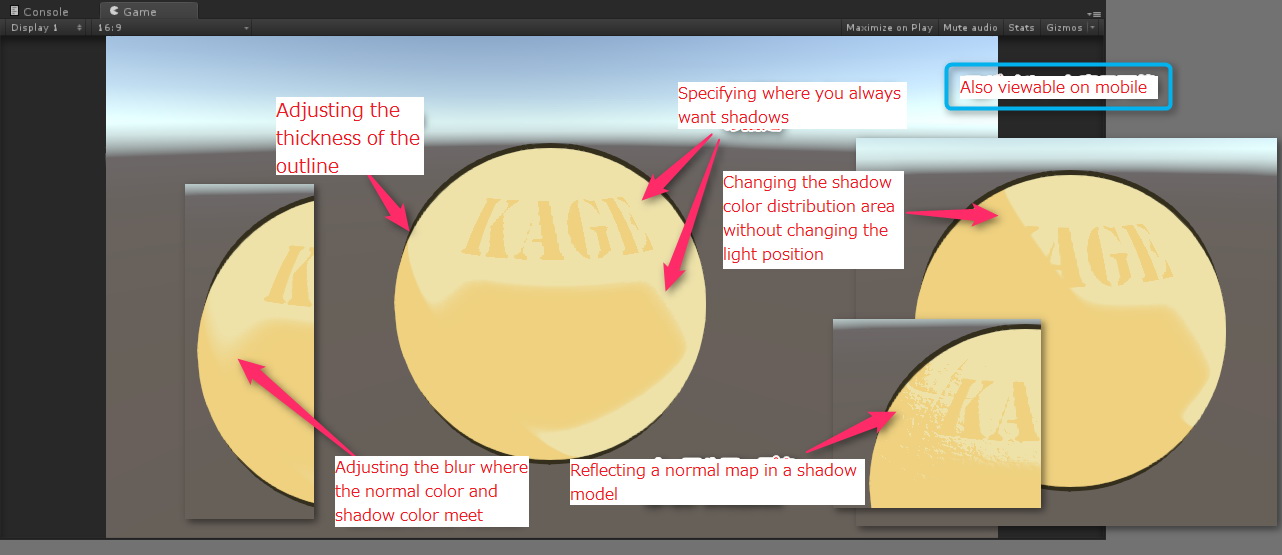 Console
Game
Display 1
16:9
Maximize on Play
Mute audio
Stats
Gizmos
Also viewable on mobile
Specifying where you always
want shadows
Adjusting the
thickness of the
outline
Changing the shadow
color distribution area
without changing the
light position
KAGE
KAGE
K
KA
Adjusting the blur where
the normal color and
shadow color meet
Reflecting a normal map in a shadow
model